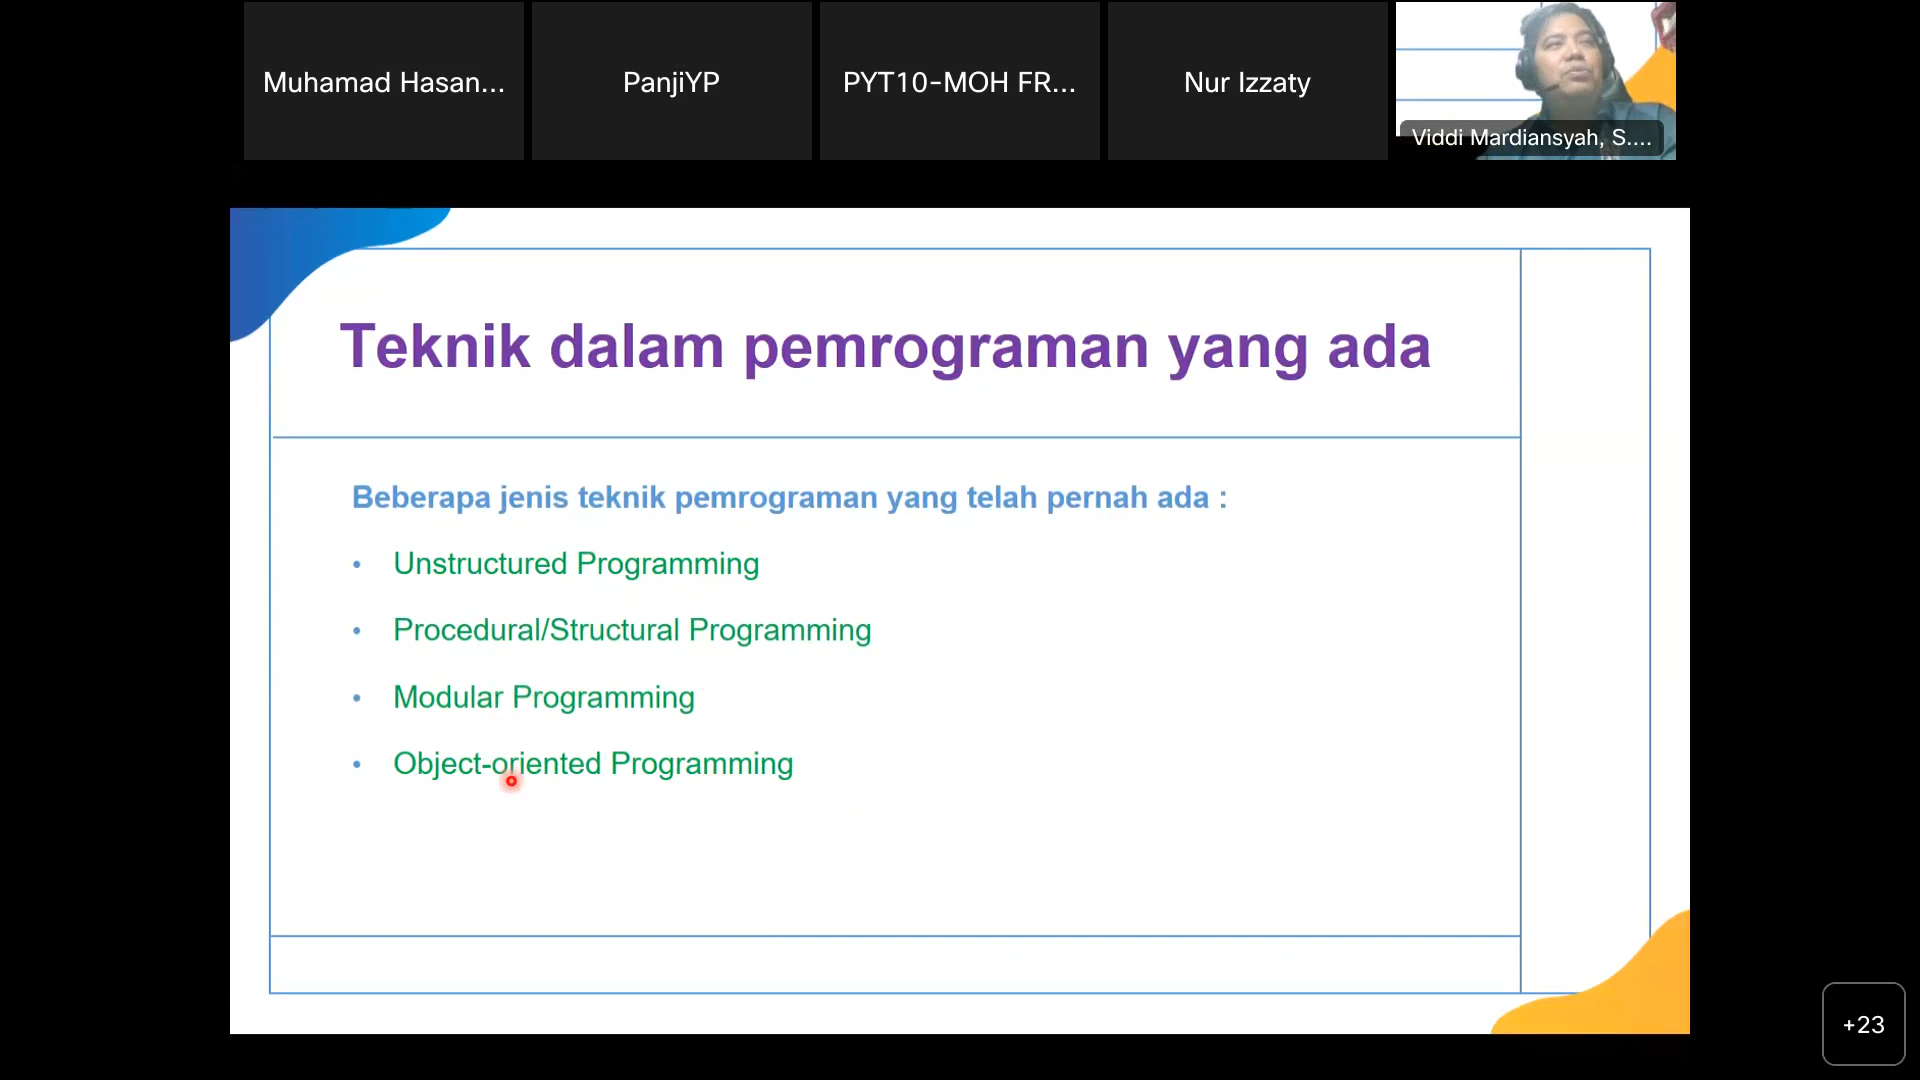 Muhamad Hasan...
PanjiYP
PYT10-MOH FR...
Nur Izzaty
Viddi Mardiansyah, S....
Teknik dalam pemrograman yang ada
Beberapa jenis teknik pemrograman yang telah pernah ada :
• Unstructured Programming
• Procedural/Structural Programming
• Modular Programming
• Object-oriented Programming
+23